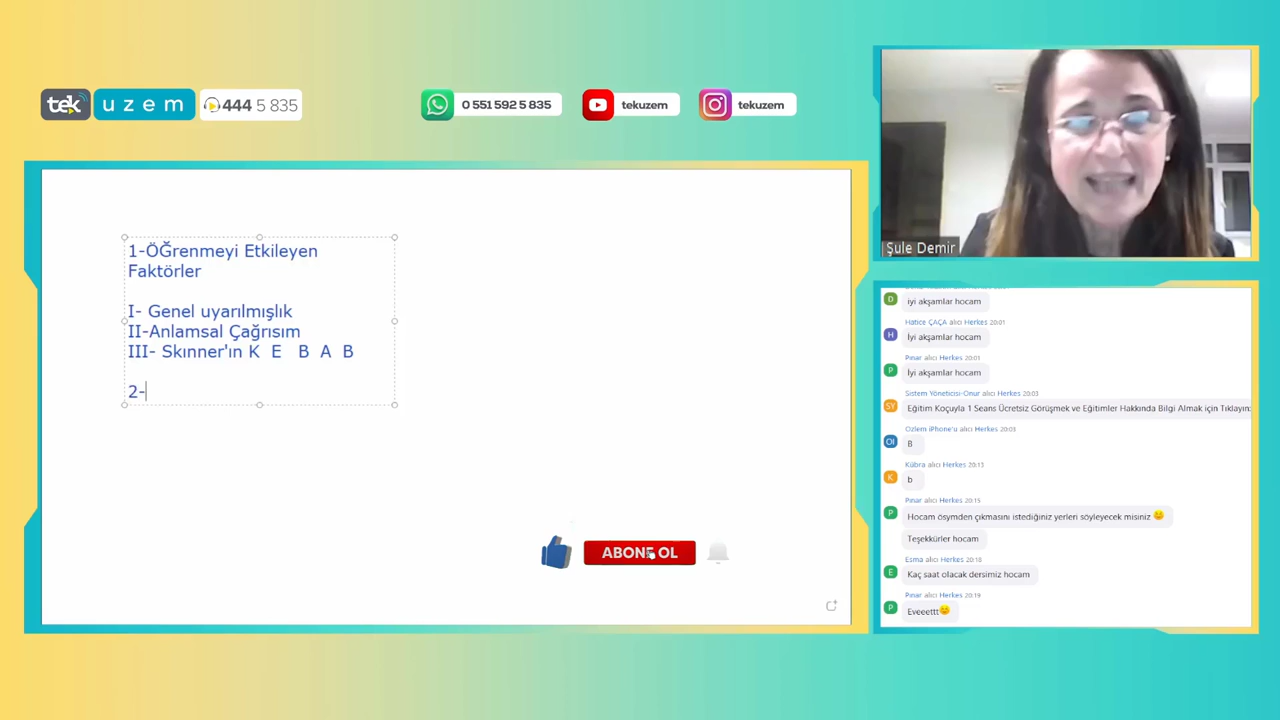 tek uzem 444 5 835
0 551 592 5 835
tekuzem
tekuzem
1-ÖĞrenmeyi Etkileyen
Faktörler
I- Genel uyarılmışlık
II-Anlamsal Çağrısım
III- Skınner'ın K E B A B
2-
ABONE OL
Şule Demir
iyi akşamlar hocam
Hatice ÇAÇA alıcı Herkes 20:01
İyi akşamlar hocam
Pınar alıcı Herkes 20:01
İyi akşamlar hocam
Sistem Yöneticisi-Onur alıcı Herkes 20:03
Eğitim Koçuyla 1 Seans Ücretsiz Görüşmek ve Eğitimler Hakkında Bilgi Almak için Tıklayın:
Özlem iPhone'u alıcı Herkes 20:03
B
Kübra alıcı Herkes 20:13
b
Pınar alıcı Herkes 20:15
Hocam ösymden çıkmasını istediğiniz yerleri söyleyecek misiniz
Teşekkürler hocam
Esma alıcı Herkes 20:18
Kaç saat olacak dersimiz hocam
Pınar alıcı Herkes 20:19
Eveeettt